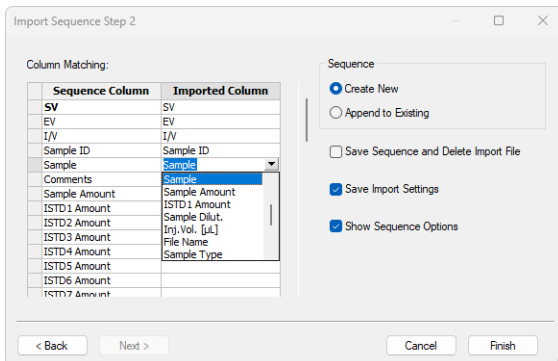 Import Sequence Step 2
Column Matching:
Sequence Column Imported Column
SV SV
EV EV
I/V I/V
Sample ID Sample ID
Sample Sample
Comments Sample
Sample Amount Sample Amount
ISTD1 Amount ISTD1 Amount
ISTD2 Amount Sample Dilut.
ISTD3 Amount Inj.Vol. [µL]
ISTD4 Amount File Name
ISTD5 Amount Sample Type
ISTD6 Amount
ISTD7 Amount
Sequence
Create New
Append to Existing
Save Sequence and Delete Import File
Save Import Settings
Show Sequence Options
< Back Next > Cancel Finish